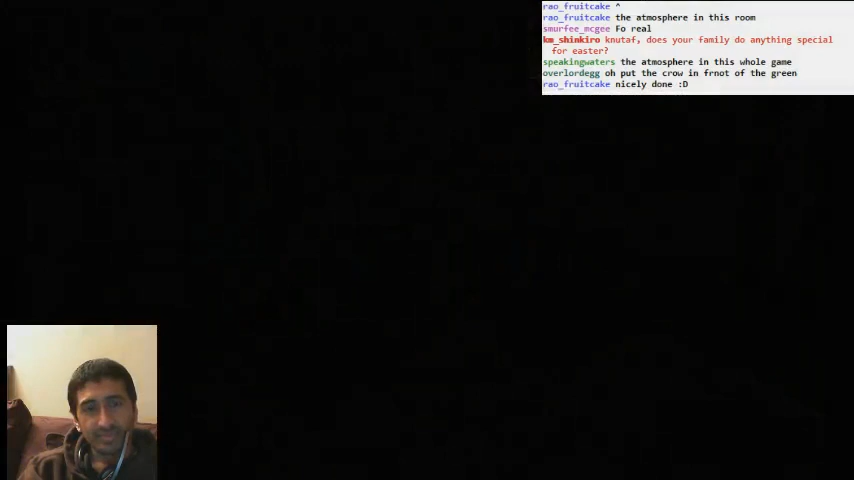 rao_fruitcake ^
rao_fruitcake the atmosphere in this room
smurfee_mcgee Fo real
km_shinkiro knutaf, does your family do anything special
for easter?
speakingwaters the atmosphere in this whole game
overlordegg oh put the crow in frnot of the green
rao_fruitcake nicely done :D